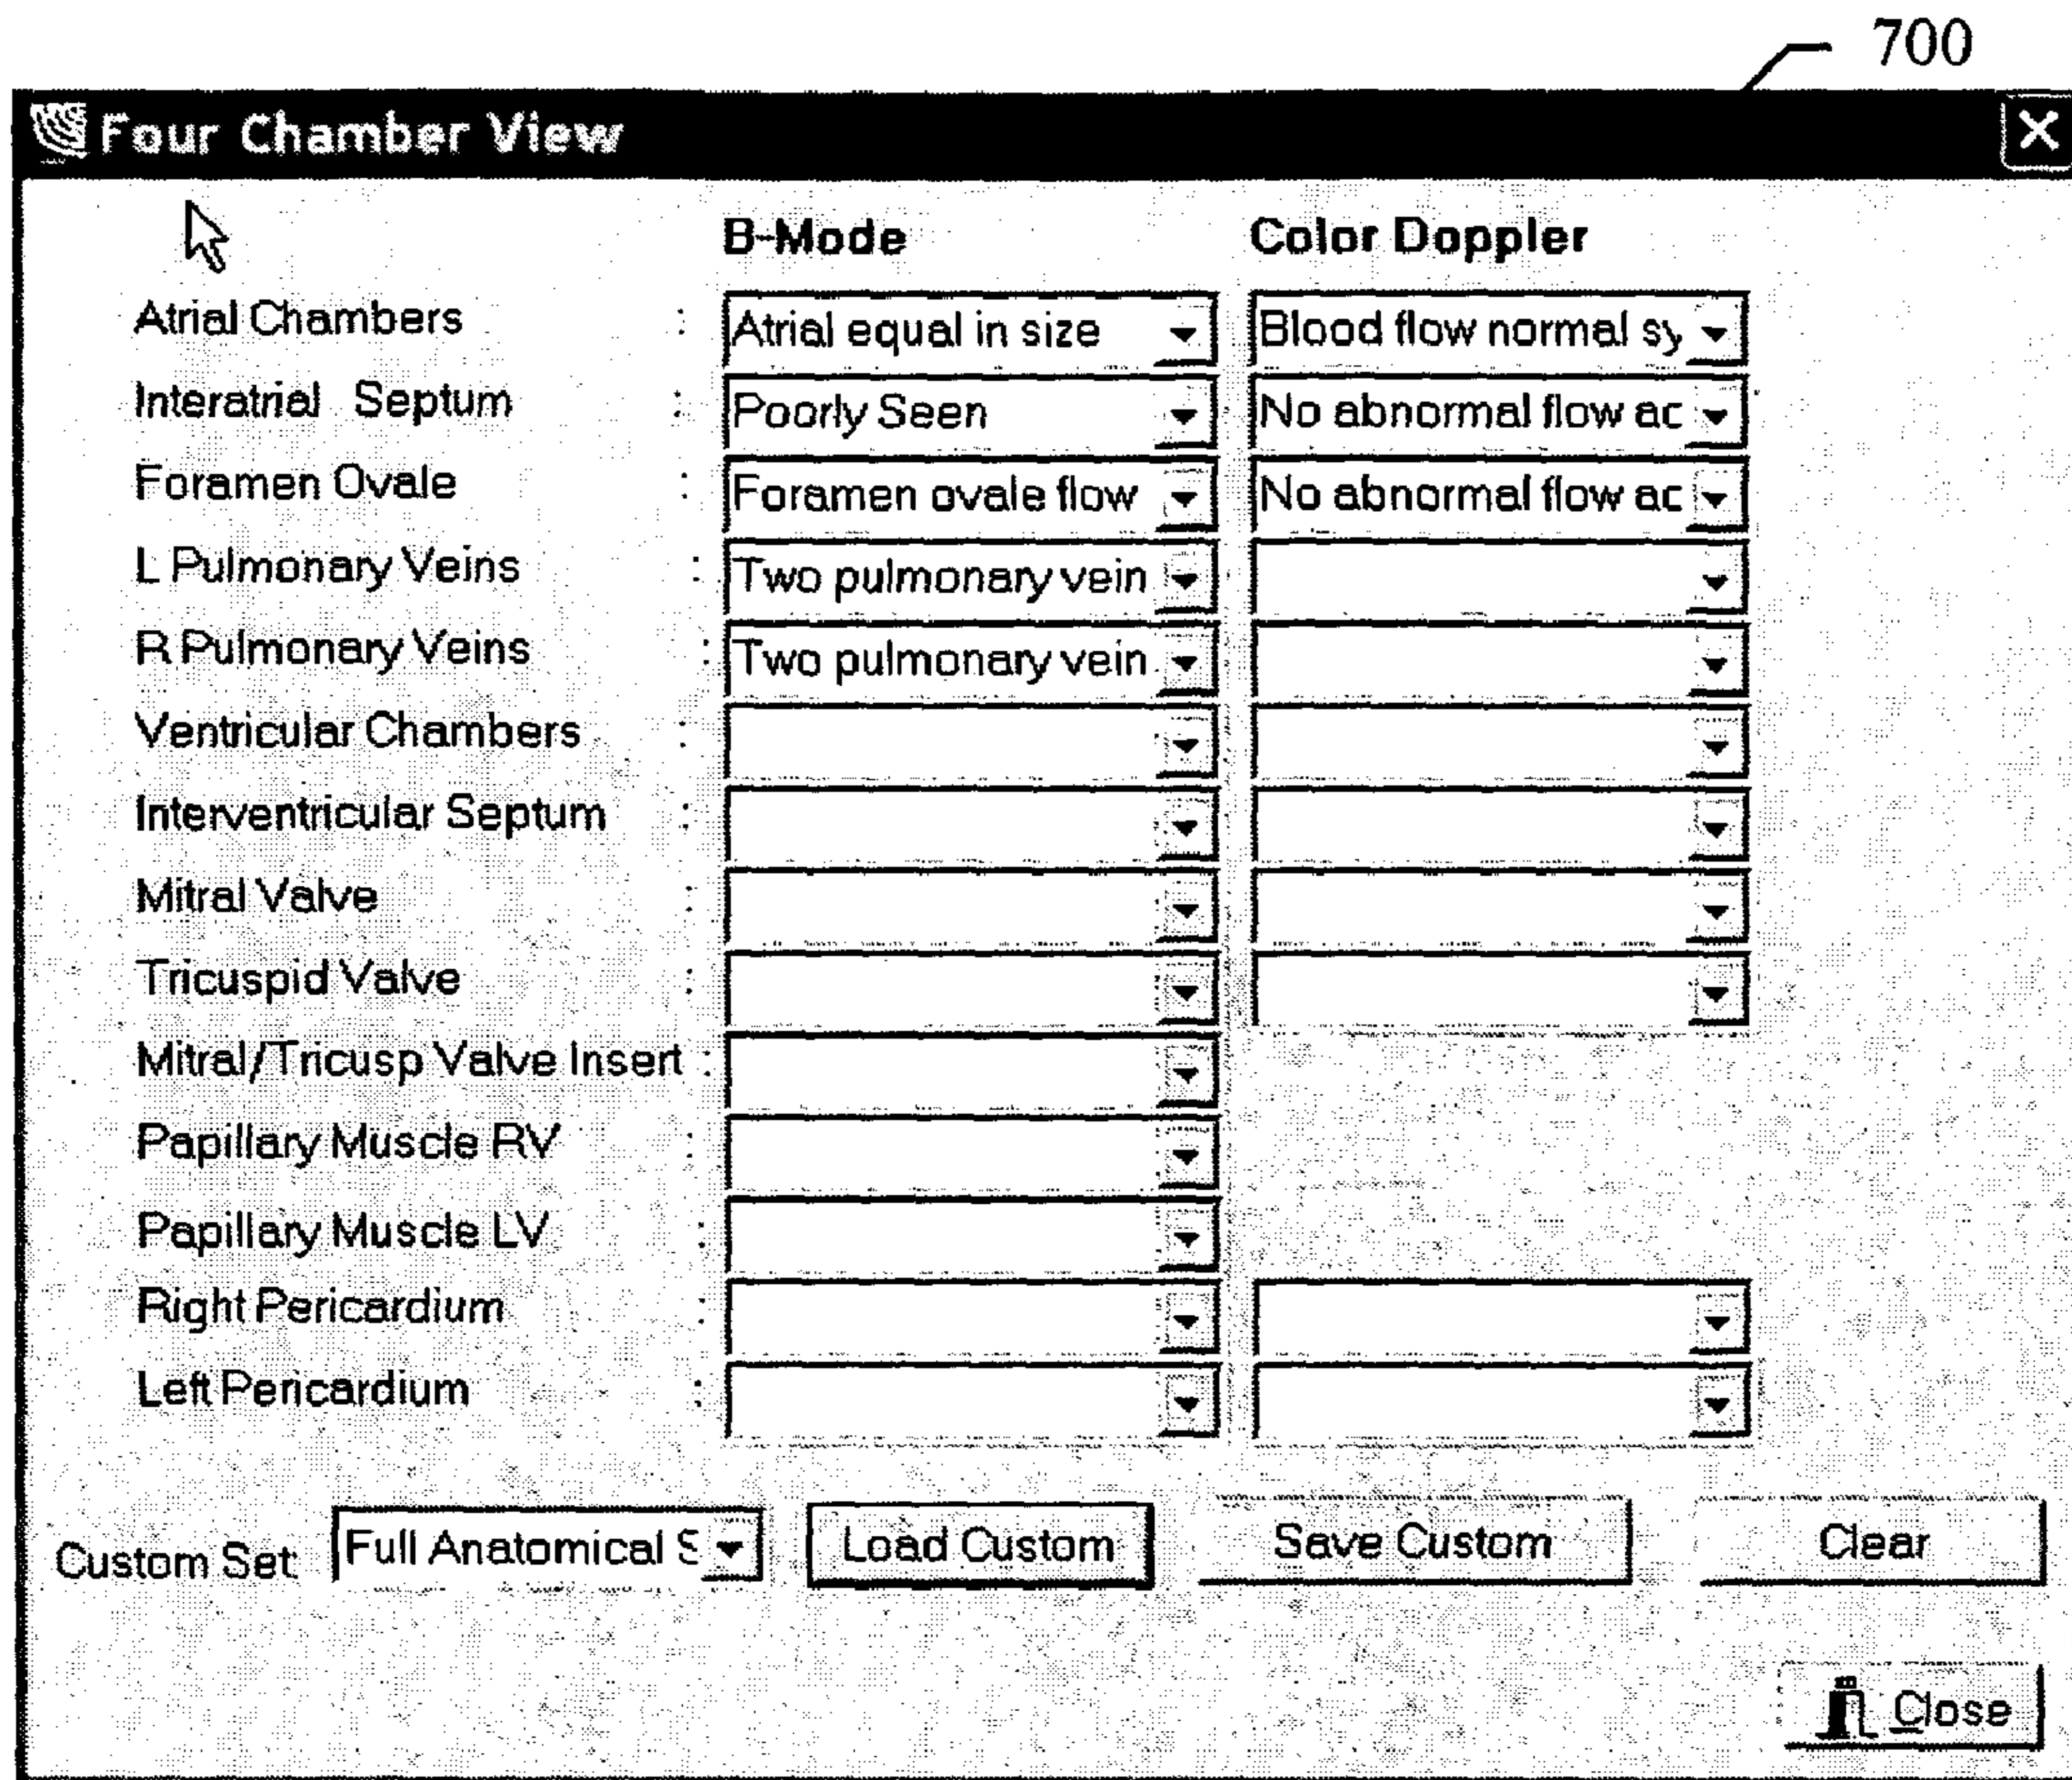 700
Four Chamber View
B-Mode Color Doppler
Atrial Chambers : Atrial equal in size Blood flow normal sy
Interatrial Septum : Poorly Seen No abnormal flow ac
Foramen Ovale : Foramen ovale flow No abnormal flow ac
L Pulmonary Veins : Two pulmonary vein
R Pulmonary Veins : Two pulmonary vein
Ventricular Chambers :
Interventricular Septum :
Mitral Valve :
Tricuspid Valve :
Mitral/Tricusp Valve Insert :
Papillary Muscle RV :
Papillary Muscle LV :
Right Pericardium :
Left Pericardium :
Custom Set: Full Anatomical S Load Custom Save Custom Clear
Close